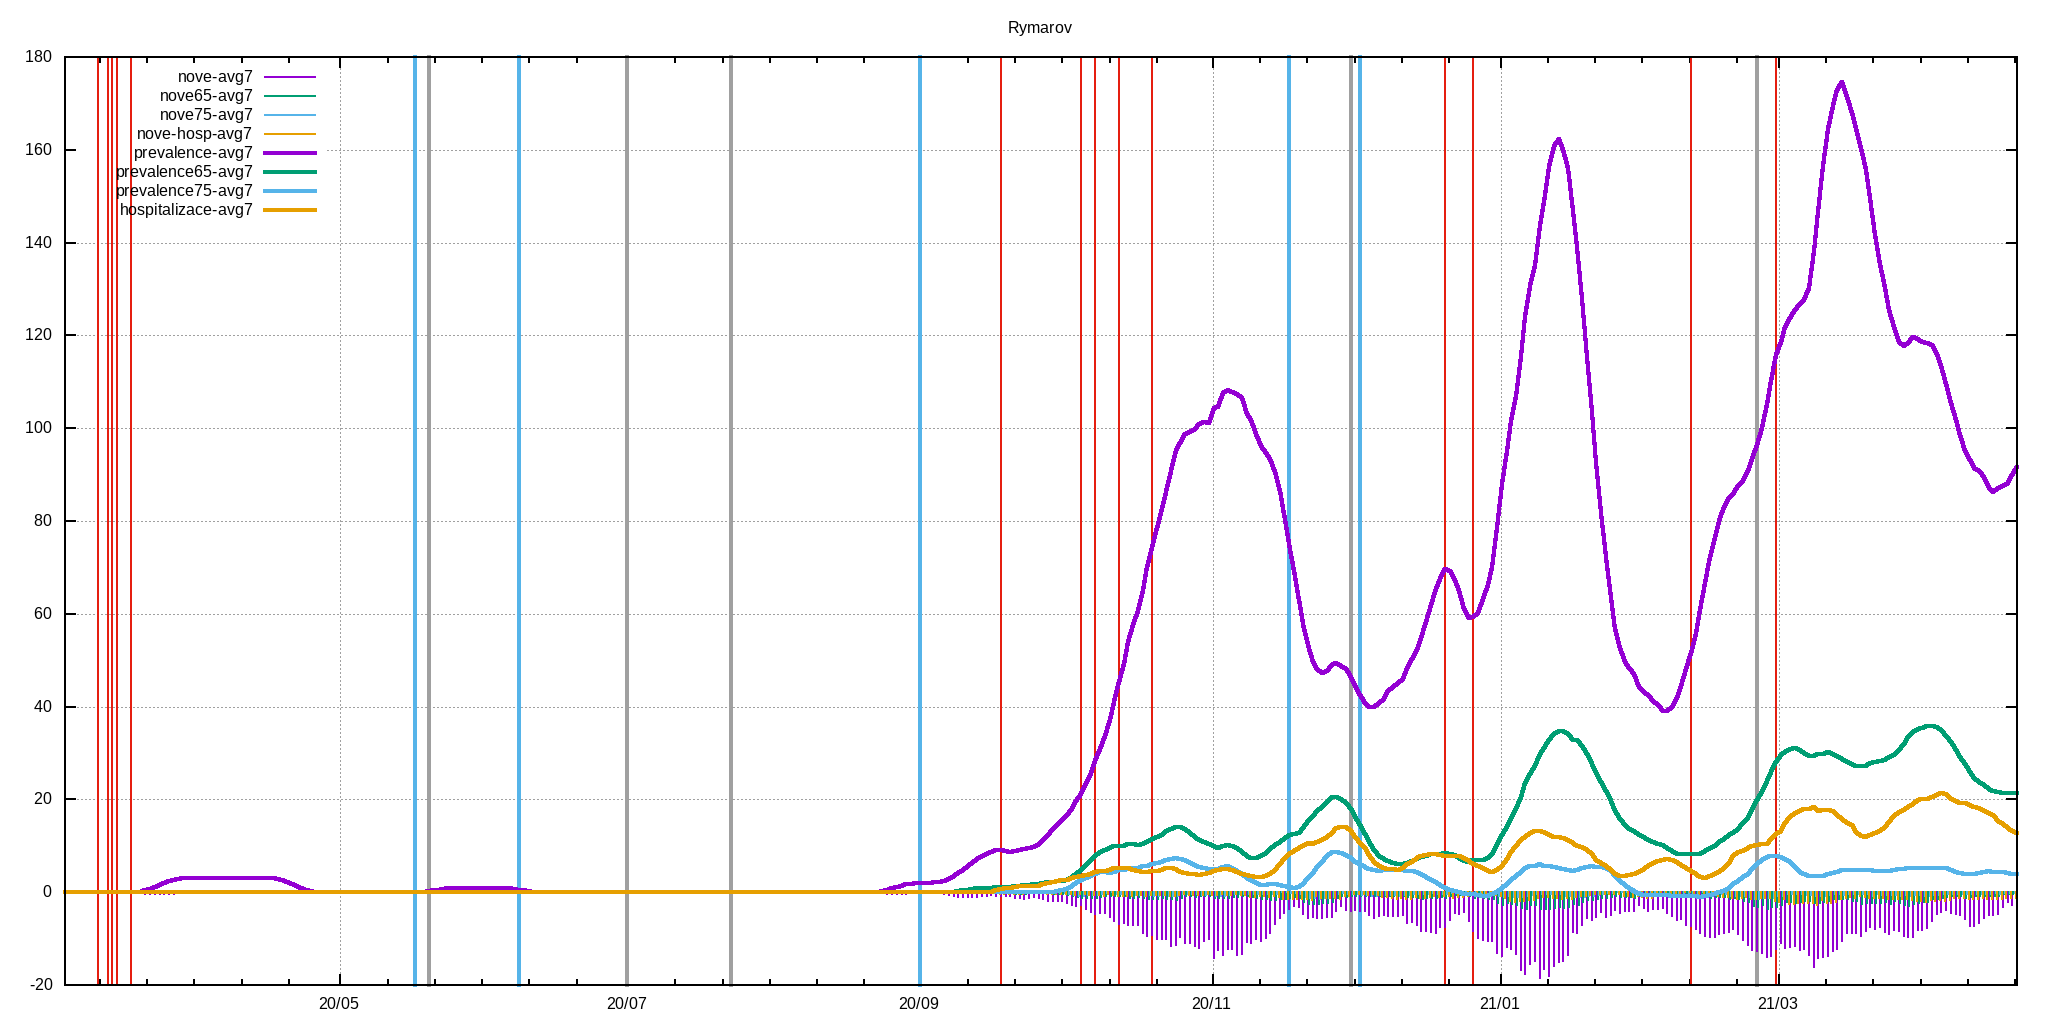 Rymarov
180
160
140
120
100
80
60
40
20
0
-20
nove-avg7
nove65-avg7
nove75-avg7
nove-hosp-avg7
prevalence-avg7
prevalence65-avg7
prevalence75-avg7
hospitalizace-avg7
20/05
20/07
20/09
20/11
21/01
21/03